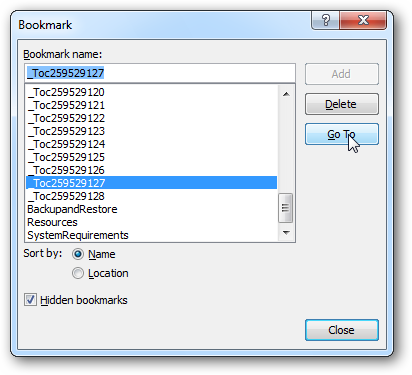 Bookmark
Bookmark name:
_Toc259529127
Add
_Toc259529120
_Toc259529121
_Toc259529122
_Toc259529123
_Toc259529124
_Toc259529125
_Toc259529126
_Toc259529127
_Toc259529128
BackupandRestore
Resources
SystemRequirements
Delete
Go To
Sort by:
Name
Location
Hidden bookmarks
Close